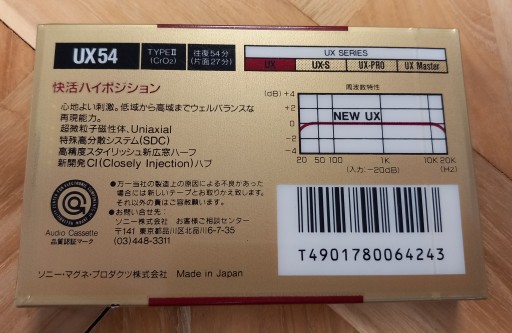 UX54
TYPEⅡ
(CrO2)
往復54分
(片面27分)
UX SERIES
UX UX-S UX-PRO UX Master
快活ハイポジション
心地よい刺激。低域から高域までウェルバランスな
再現能力。
超微粒子磁性体、Uniaxial
特殊高分散システム(SDC)
高精度スタイリッシュ新広窓ハーフ
新開発CI(Closely Injection)ハブ
周波数特性
(dB) +4
+2
0
−2
−4
NEW UX
20 50 100 1K 10K 20K
(入力: −20dB) (Hz)
●万一当社の製造上の原因による不良があった
場合には新しいテープとお取りかえ致します。
それ以外の責はご容赦願います。
●お問い合せ先:
ソニー株式会社 お客様ご相談センター
〒141 東京都品川区北品川6-7-35
(03)448-3311
Audio Cassette
品質認証マーク
T4901780064243
ソニー・マグネ・プロダクツ株式会社 Made in Japan